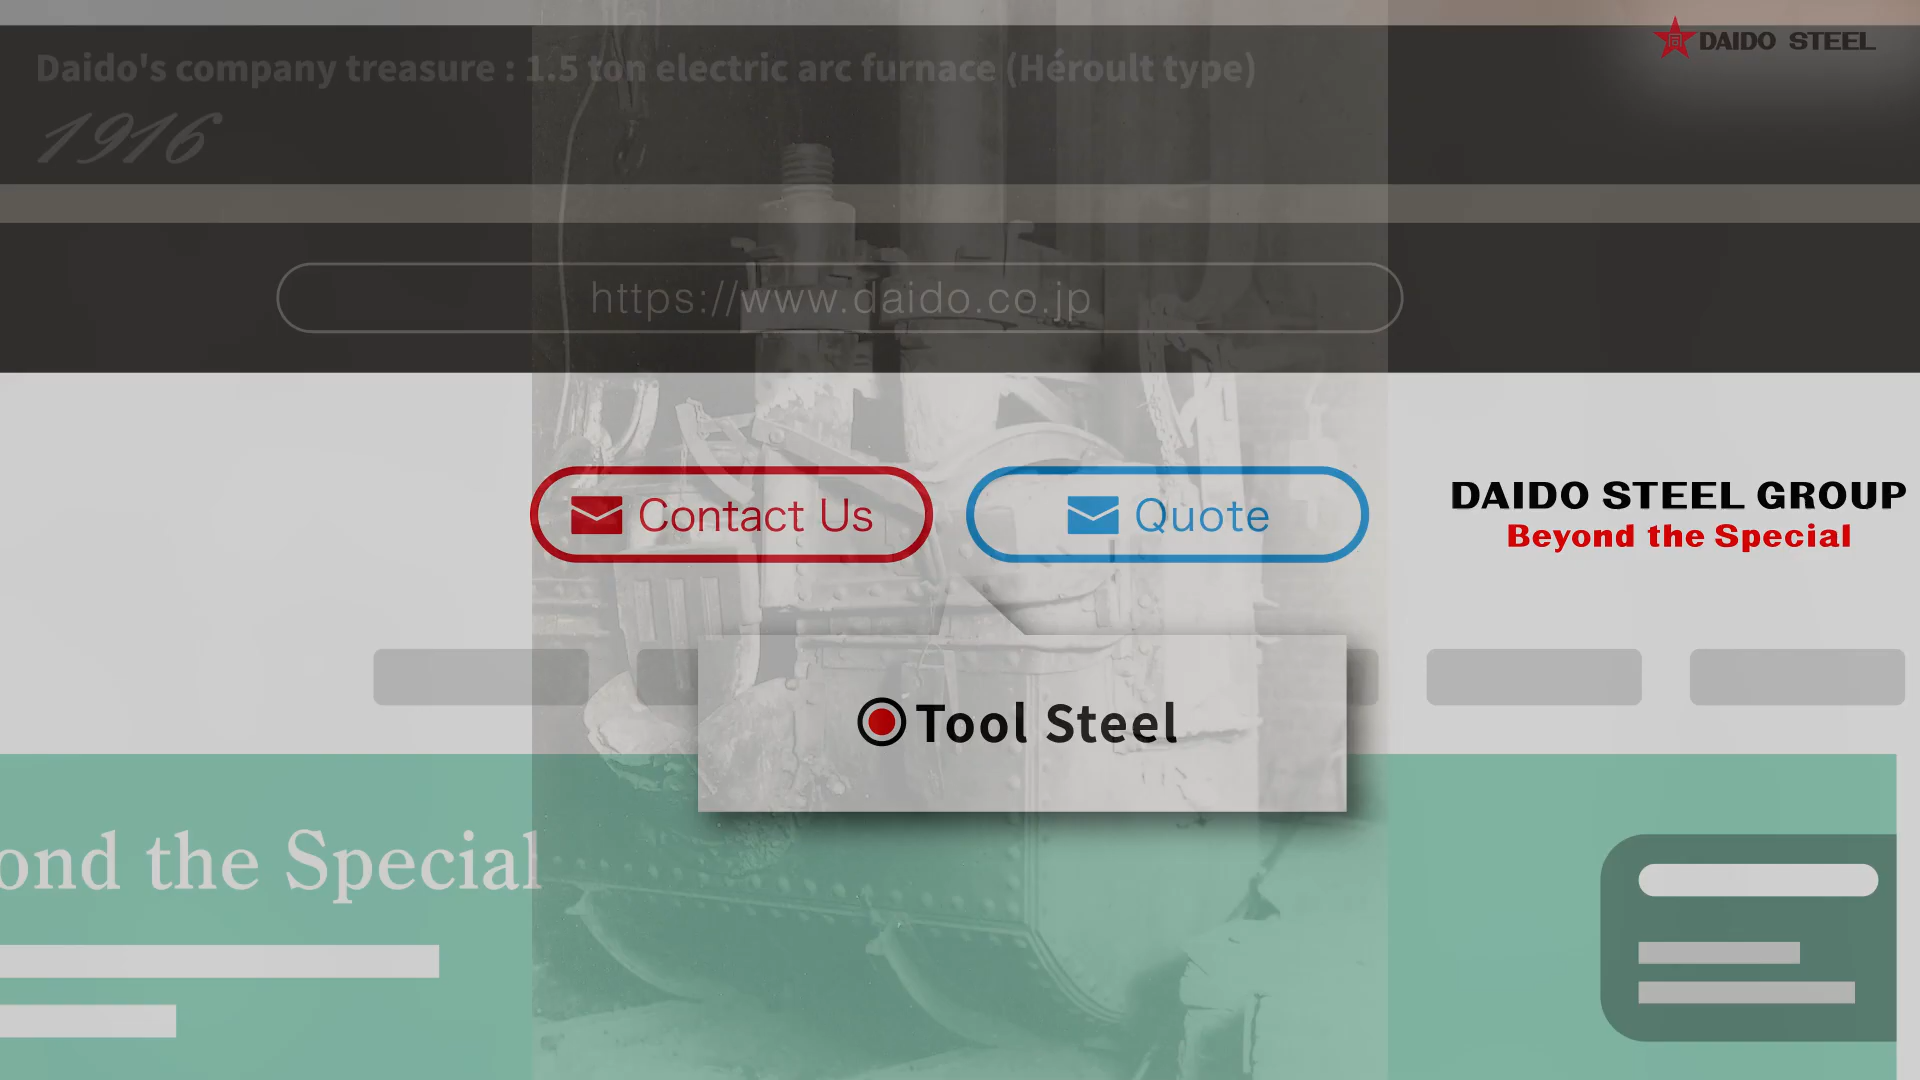 Daido's company treasure : 1.5 ton electric arc furnace (Héroult type)
1916
DAIDO STEEL
https://www.daido.co.jp
Contact Us
Quote
DAIDO STEEL GROUP
Beyond the Special
Tool Steel
ond the Special